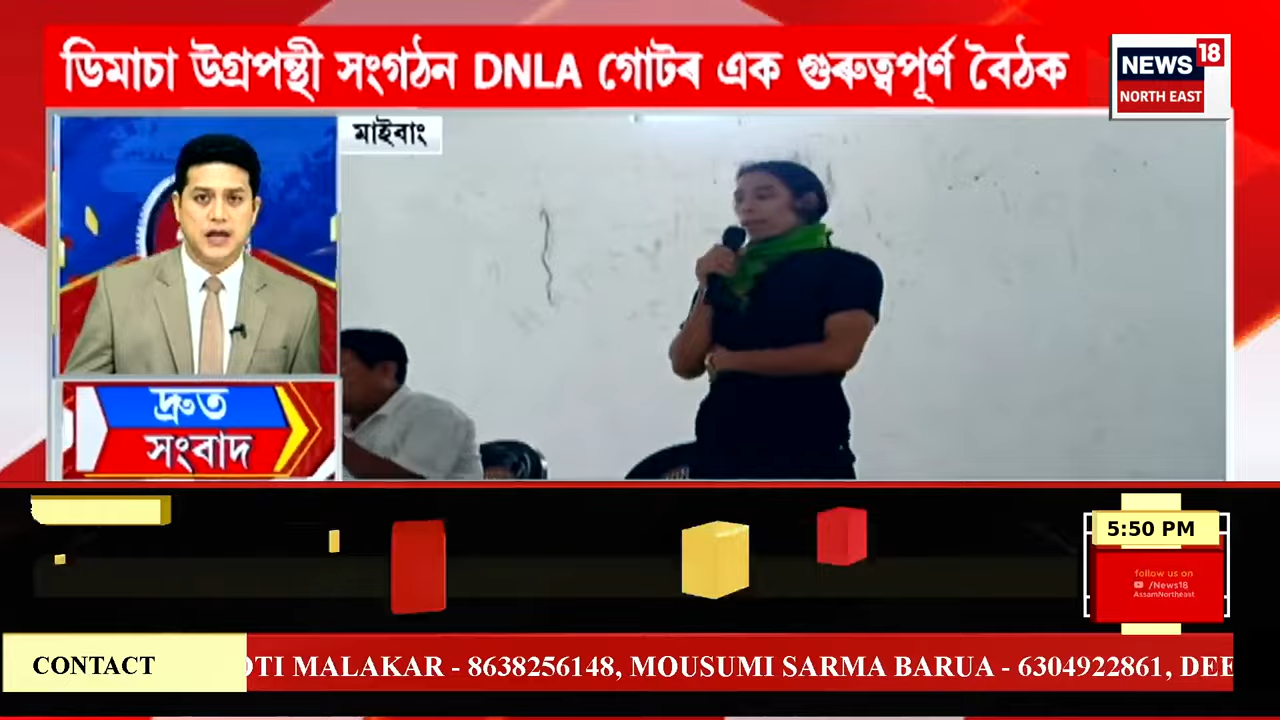 ডিমাচা উগ্ৰপন্থী সংগঠন DNLA গোটৰ এক গুৰুত্বপূৰ্ণ বৈঠক
NEWS 18
NORTH EAST
মাইবাং
দ্ৰুত
সংবাদ
5:50 PM
follow us on
/News18
AssamNortheast
CONTACT
OTI MALAKAR - 8638256148, MOUSUMI SARMA BARUA - 6304922861, DEE